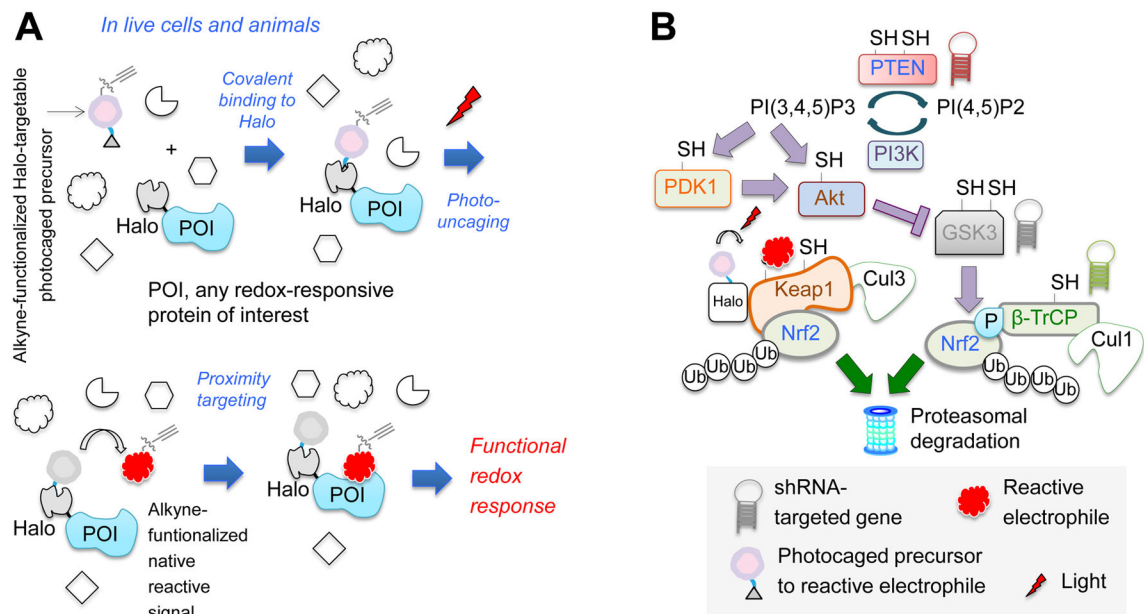 A
In live cells and animals
Alkyne-functionalized Halo-targetable
photocaged precursor
+
Halo
POI
Covalent
binding to
Halo
Halo
POI
Photo-
uncaging
POI, any redox-responsive
protein of interest
Halo
POI
Alkyne-
funtionalized
native
reactive
signal
Proximity
targeting
Halo
POI
Functional
redox
response
B
SH SH
PTEN
PI(3,4,5)P3
PI(4,5)P2
PI3K
SH
PDK1
SH
Akt
SH SH
GSK3
SH
Halo
Keap1
Cul3
Nrf2
Ub
Ub
Ub
Ub
SH
P
β-TrCP
Nrf2
Cul1
Ub
Ub
Ub
Ub
Proteasomal
degradation
shRNA-
targeted gene
Reactive
electrophile
Photocaged precursor
to reactive electrophile
Light